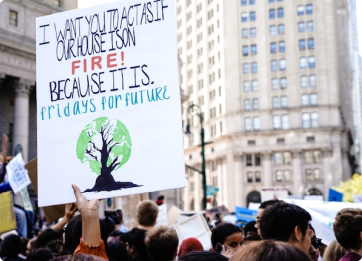 I WANT YOU TO ACT AS IF
OUR HOUSE IS ON
FIRE!
BECAUSE IT IS.
fridays for future